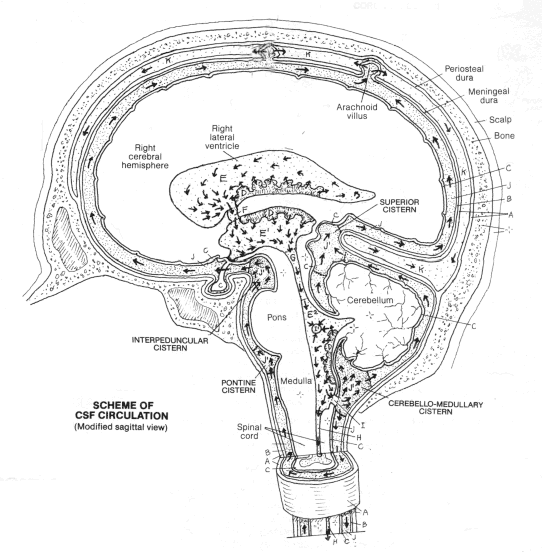 K
K
Periosteal
dura
Meningeal
dura
Arachnoid
villus
Scalp
Bone
Right
lateral
ventricle
Right
cerebral
hemisphere
K
C
J
B
A
E
D
F
SUPERIOR
CISTERN
C
J
E'
D
G
C
J
C
J'
J'
K
Cerebellum
C
E²
D
Pons
INTERPEDUNCULAR
CISTERN
PONTINE
CISTERN
J'
Medulla
J'
CEREBELLO-MEDULLARY
CISTERN
SCHEME OF
CSF CIRCULATION
(Modified sagittal view)
Spinal
cord
I
J
H
C
B
A
C
A
B
H C J